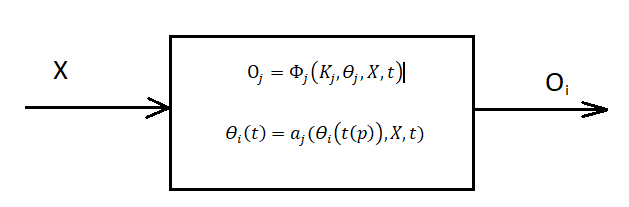 X
O_j = Φ_j(K_j, θ_j, X, t)
O_i
θ_i(t) = a_j(θ_i(t(p)), X, t)